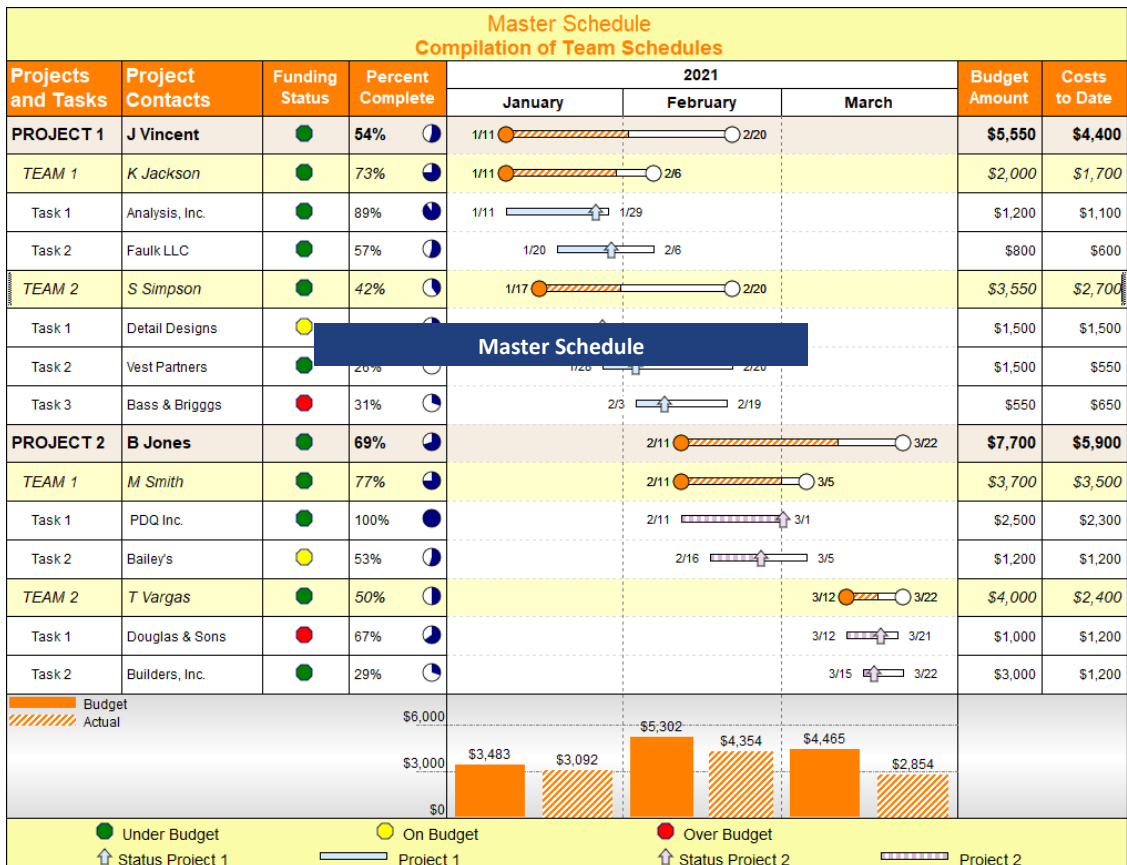 Master Schedule
Compilation of Team Schedules
Projects and Tasks Project Contacts Funding Status Percent Complete 2021 Budget Amount Costs to Date
January February March
PROJECT 1 J Vincent 54% 1/11 2/20 $5,550 $4,400
TEAM 1 K Jackson 73% 1/11 2/6 $2,000 $1,700
Task 1 Analysis, Inc. 89% 1/11 1/29 $1,200 $1,100
Task 2 Faulk LLC 57% 1/20 2/6 $800 $600
TEAM 2 S Simpson 42% 1/17 2/20 $3,550 $2,700
Task 1 Detail Designs $1,500 $1,500
Master Schedule
Task 2 Vest Partners 26% 1/28 2/20 $1,500 $550
Task 3 Bass & Brigggs 31% 2/3 2/19 $550 $650
PROJECT 2 B Jones 69% 2/11 3/22 $7,700 $5,900
TEAM 1 M Smith 77% 2/11 3/5 $3,700 $3,500
Task 1 PDQ Inc. 100% 2/11 3/1 $2,500 $2,300
Task 2 Bailey's 53% 2/16 3/5 $1,200 $1,200
TEAM 2 T Vargas 50% 3/12 3/22 $4,000 $2,400
Task 1 Douglas & Sons 67% 3/12 3/21 $1,000 $1,200
Task 2 Builders, Inc. 29% 3/15 3/22 $3,000 $1,200
Budget
Actual
$6,000
$3,000
$0
$3,483 $3,092 $5,302 $4,354 $4,465 $2,854
Under Budget On Budget Over Budget
Status Project 1 Project 1 Status Project 2 Project 2